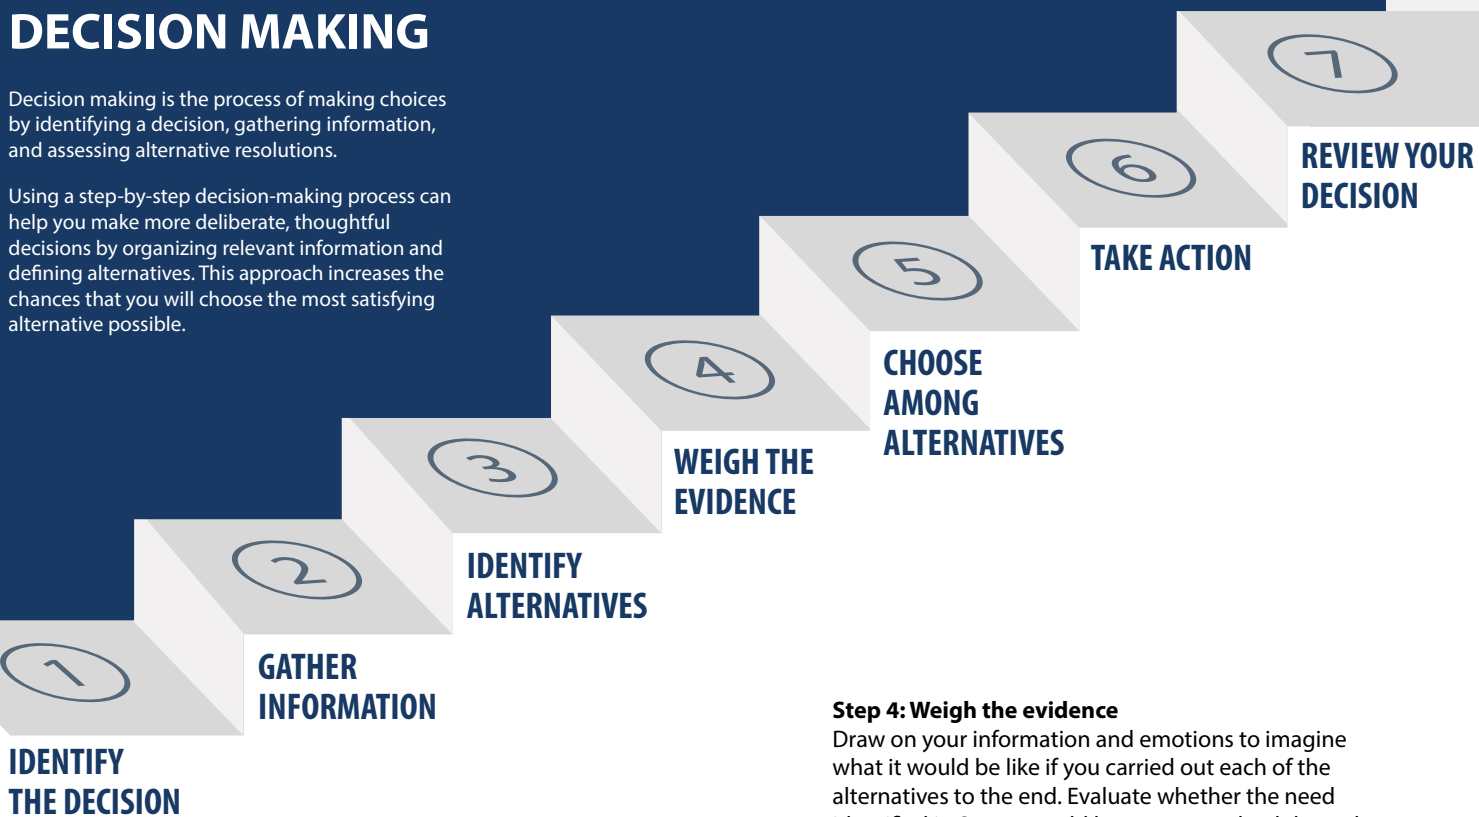 DECISION MAKING
Decision making is the process of making choices
by identifying a decision, gathering information,
and assessing alternative resolutions.
Using a step-by-step decision-making process can
help you make more deliberate, thoughtful
decisions by organizing relevant information and
defining alternatives. This approach increases the
chances that you will choose the most satisfying
alternative possible.
1
IDENTIFY
THE DECISION
2
GATHER
INFORMATION
3
IDENTIFY
ALTERNATIVES
4
WEIGH THE
EVIDENCE
5
CHOOSE
AMONG
ALTERNATIVES
6
TAKE ACTION
7
REVIEW YOUR
DECISION
Step 4: Weigh the evidence
Draw on your information and emotions to imagine
what it would be like if you carried out each of the
alternatives to the end. Evaluate whether the need